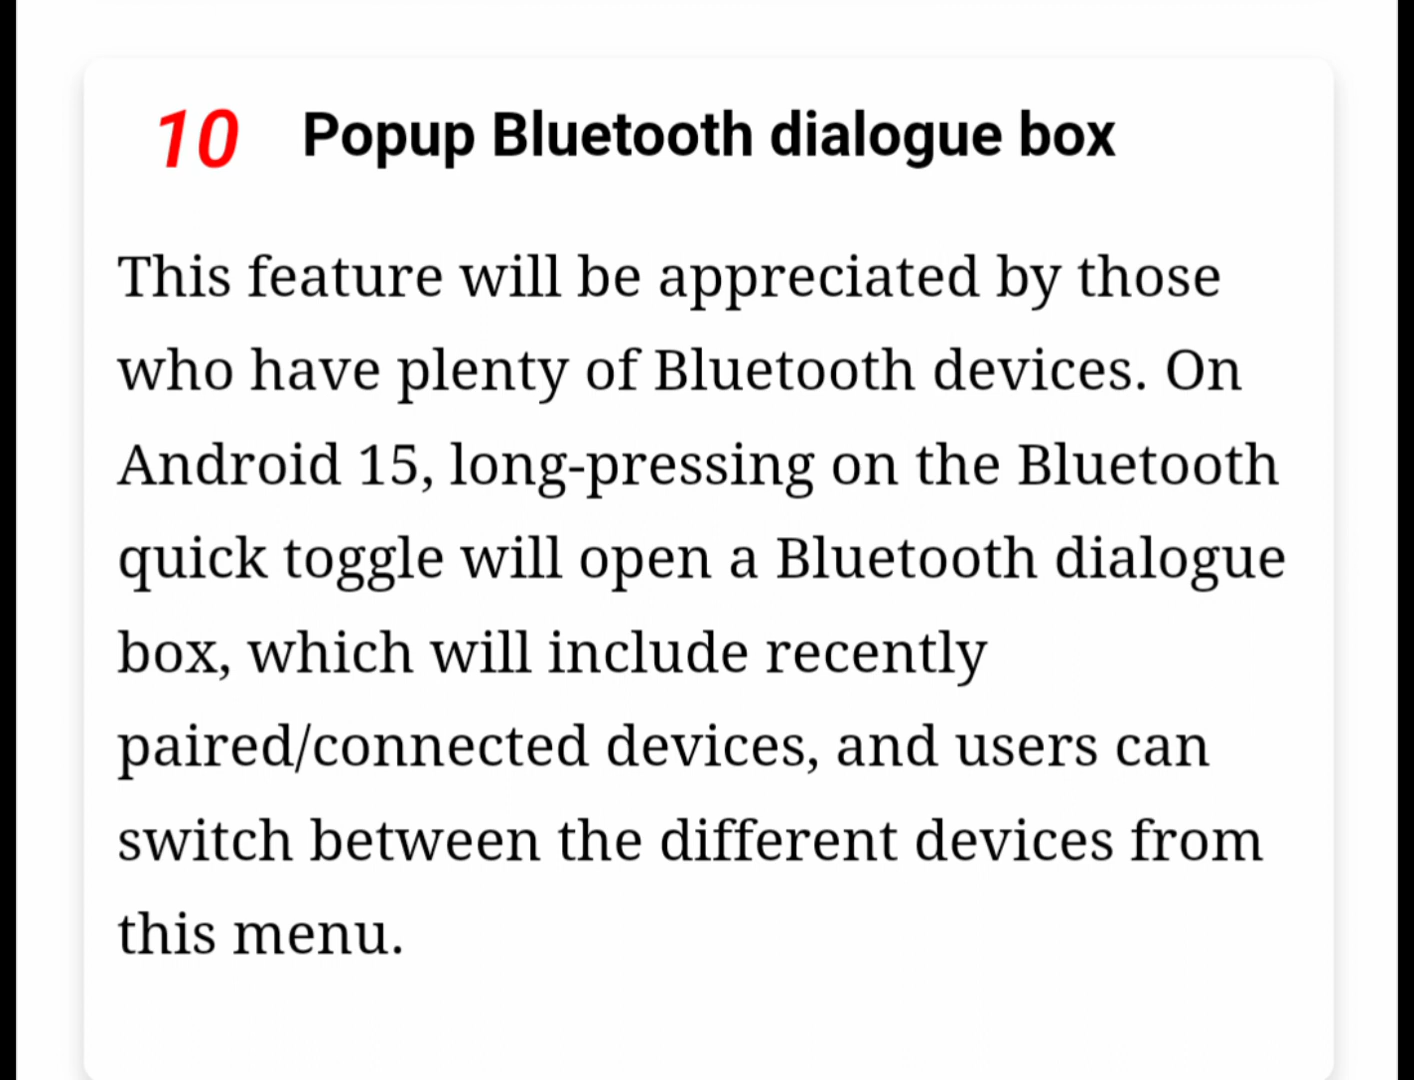 10 Popup Bluetooth dialogue box
This feature will be appreciated by those
who have plenty of Bluetooth devices. On
Android 15, long-pressing on the Bluetooth
quick toggle will open a Bluetooth dialogue
box, which will include recently
paired/connected devices, and users can
switch between the different devices from
this menu.